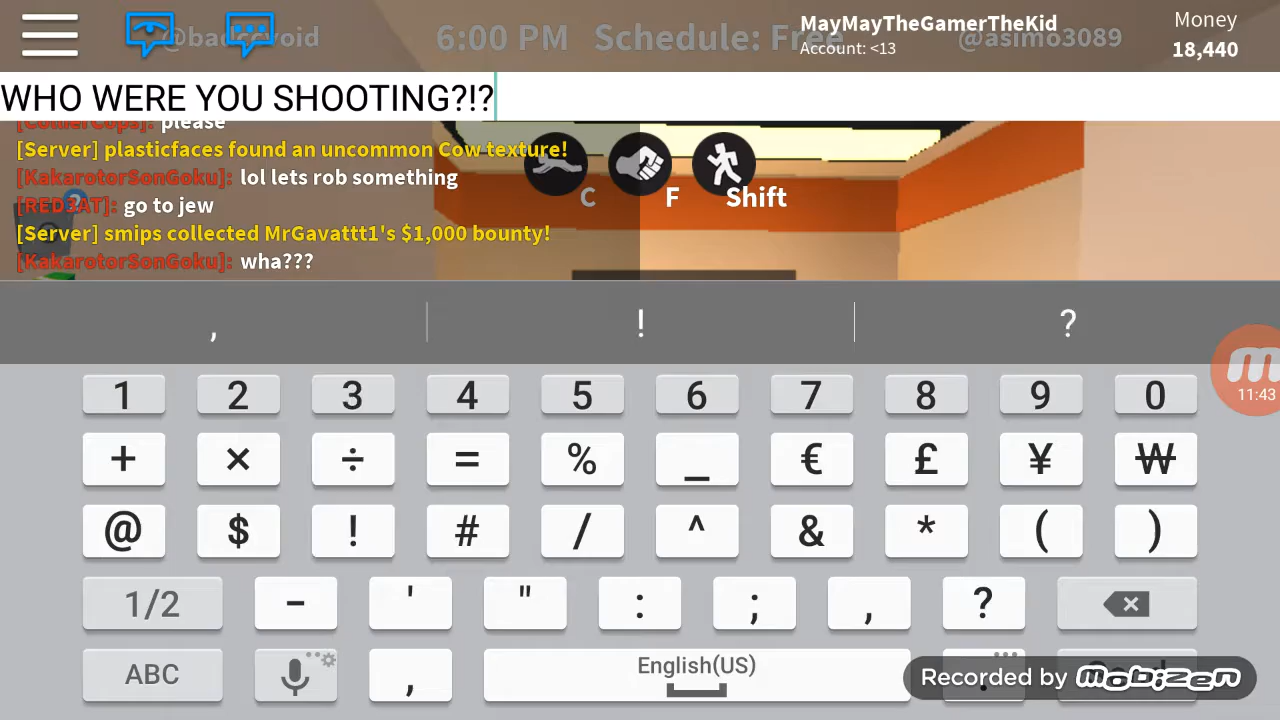 @badccvoid 6:00 PM Schedule: Free @asimo3089
MayMayTheGamerTheKid
Account: <13
Money
18,440
WHO WERE YOU SHOOTING?!?
please
[Server] plasticfaces found an uncommon Cow texture!
[KakarotorSonGoku]: lol lets rob something
[RED3AT]: go to jew
[Server] smips collected MrGavattt1's $1,000 bounty!
[KakarotorSonGoku]: wha???
C F Shift
, ! ?
11:43
1 2 3 4 5 6 7 8 9 0
+ × ÷ = % _ € £ ¥ ₩
@ $ ! # / ^ & * ( )
1/2 - ' " : ; , ?
ABC , English(US)
Recorded by mobizen